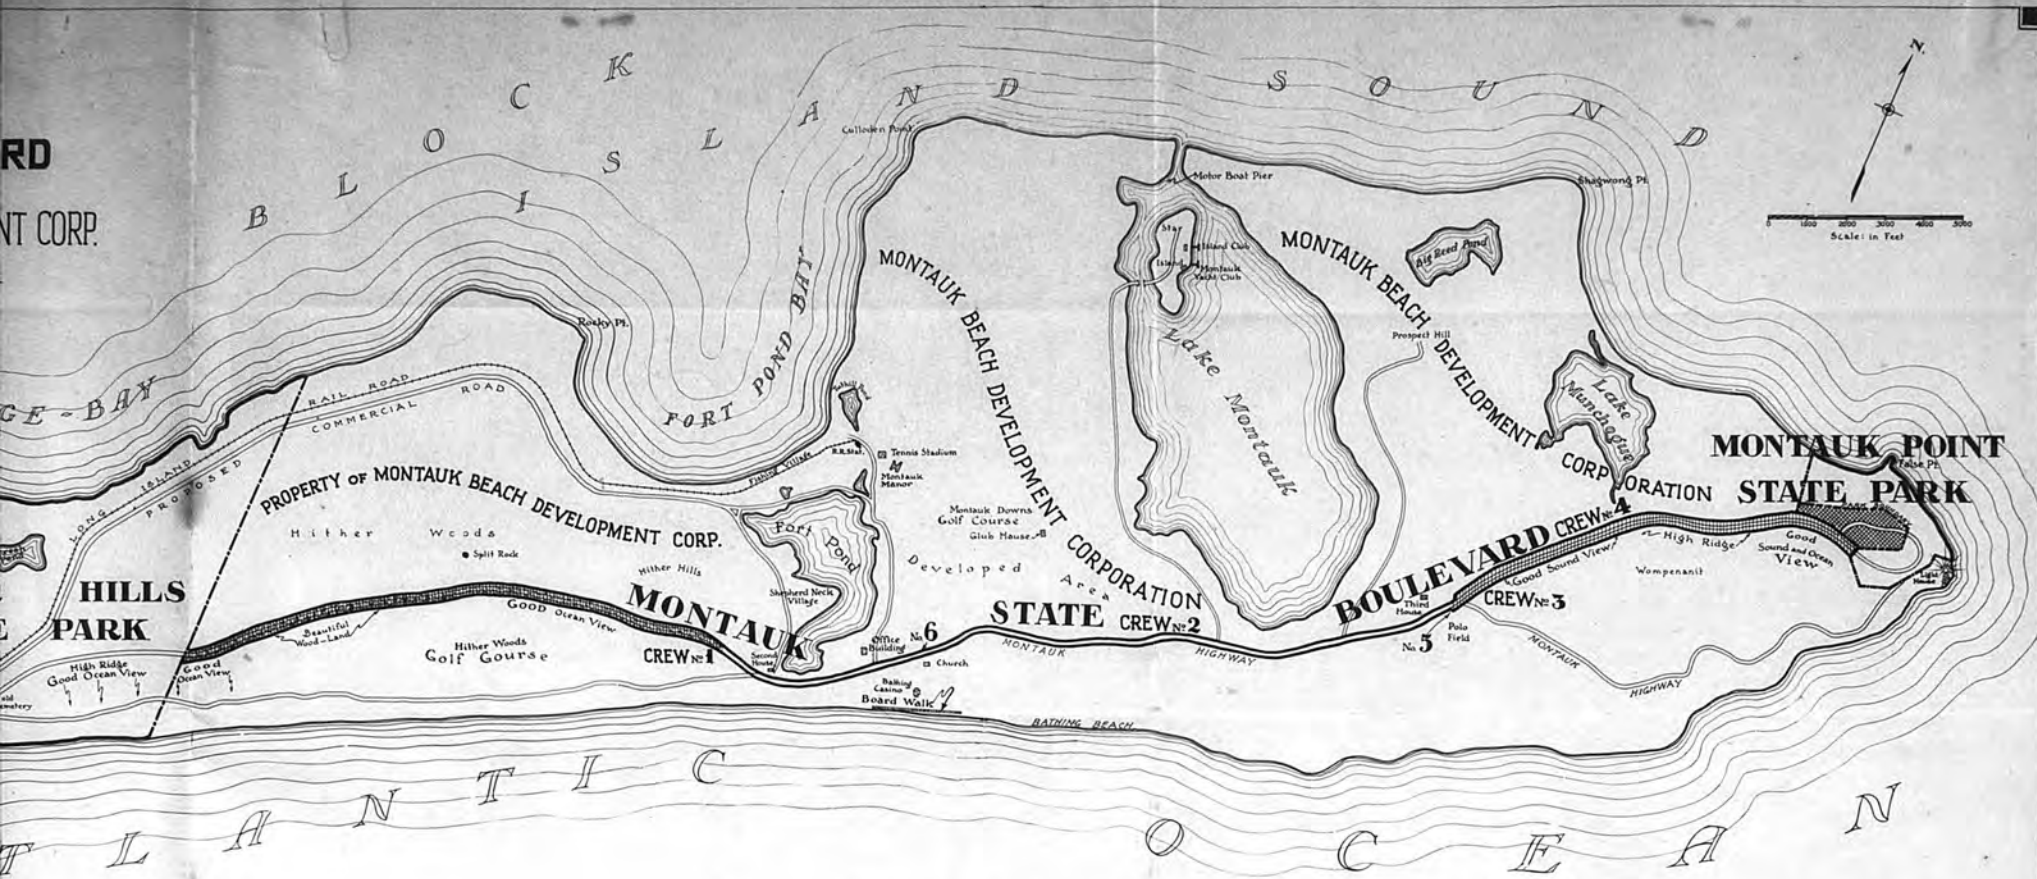 RD
NT CORP.
BLOCK
ISLAND SOUND
N.
1000 2000 3000 4000 5000
Scale: in Feet
Culloden Point
Motor Boat Pier
Shagwong Pt.
Star
Island
Island Club
Montauk
Yacht Club
Big Reed Pond
Rocky Pt.
FORT POND BAY
GE-BAY
MONTAUK BEACH DEVELOPMENT CORPORATION
MONTAUK BEACH DEVELOPMENT CORPORATION
Lake Montauk
Prospect Hill
Lake
Munchogue
LONG ISLAND RAIL ROAD
PROPOSED COMMERCIAL ROAD
Fishing Village
R.R. Stat.
Tennis Stadium
Montauk
Manor
MONTAUK POINT
STATE PARK
False Pt.
PROPERTY OF MONTAUK BEACH DEVELOPMENT CORP.
Hither Woods
Split Rock
Hither Hills
Fort
Pond
Shepherd Neck
Village
Montauk Downs
Golf Course
Club House
Developed Area
HILLS
PARK
MONTAUK STATE BOULEVARD
CREW No. 1
CREW No. 2
CREW No. 3
CREW No. 4
No. 5
No. 6
Good Sound View
High Ridge
Good
Sound and Ocean
View
Wompenanit
Light
House
Third
House
Polo
Field
MONTAUK HIGHWAY
MONTAUK HIGHWAY
Beautiful
Wood-Land
GOOD Ocean View
Hither Woods
Golf Course
High Ridge
Good Ocean View
Good
Ocean View
Second
House
Office
Building
Church
Bathing
Casino
Board Walk
BATHING BEACH
TLANTIC OCEAN